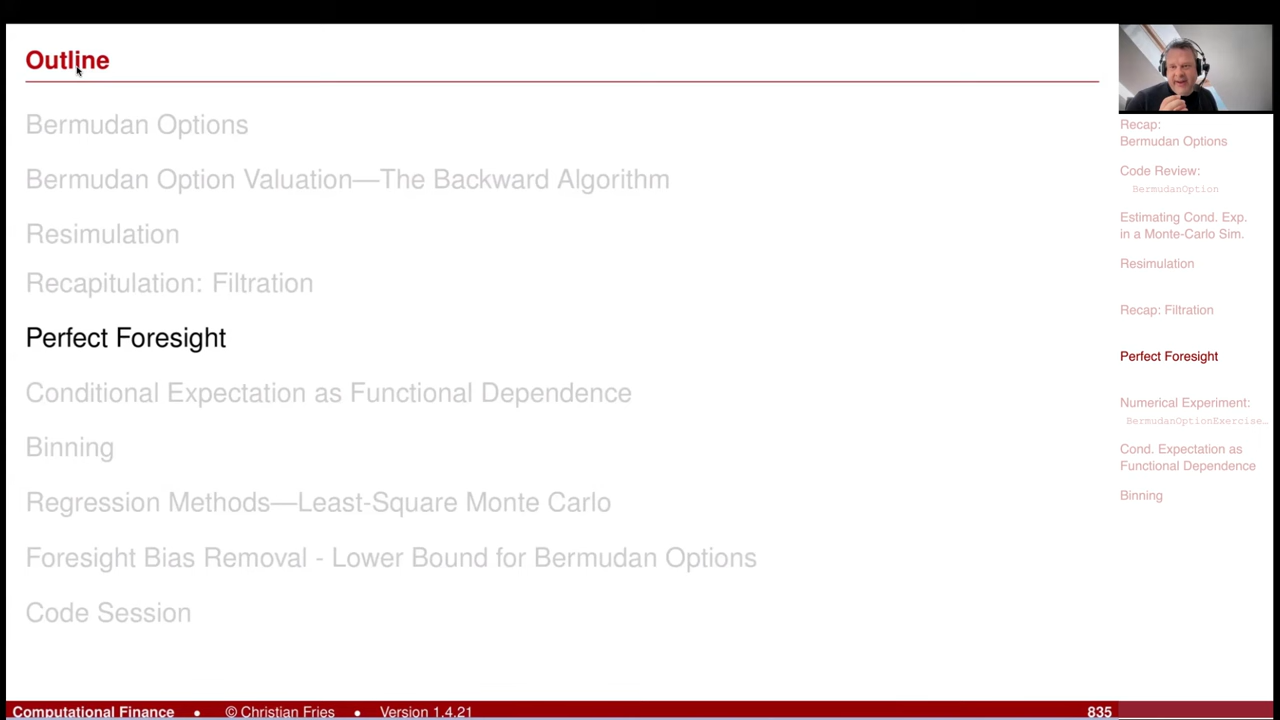 Outline
Bermudan Options
Bermudan Option Valuation—The Backward Algorithm
Resimulation
Recapitulation: Filtration
Perfect Foresight
Conditional Expectation as Functional Dependence
Binning
Regression Methods—Least-Square Monte Carlo
Foresight Bias Removal - Lower Bound for Bermudan Options
Code Session
Recap:
Bermudan Options
Code Review:
BermudanOption
Estimating Cond. Exp.
in a Monte-Carlo Sim.
Resimulation
Recap: Filtration
Perfect Foresight
Numerical Experiment:
BermudanOptionExercise…
Cond. Expectation as
Functional Dependence
Binning
Computational Finance • © Christian Fries • Version 1.4.21 835